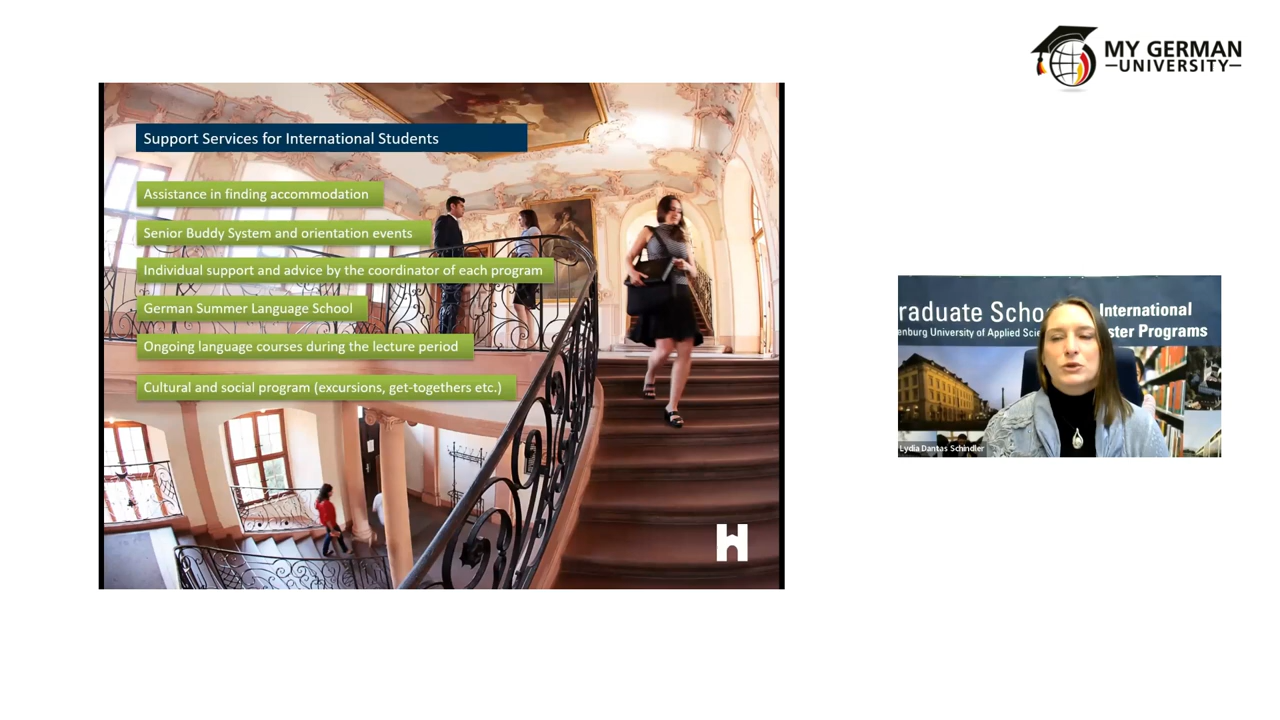 MY GERMAN
UNIVERSITY
Support Services for International Students
Assistance in finding accommodation
Senior Buddy System and orientation events
Individual support and advice by the coordinator of each program
German Summer Language School
Ongoing language courses during the lecture period
Cultural and social program (excursions, get-togethers etc.)
H
raduate Schoo
International
enburg University of Applied Scie
ster Programs
Lydia Dantas Schindler